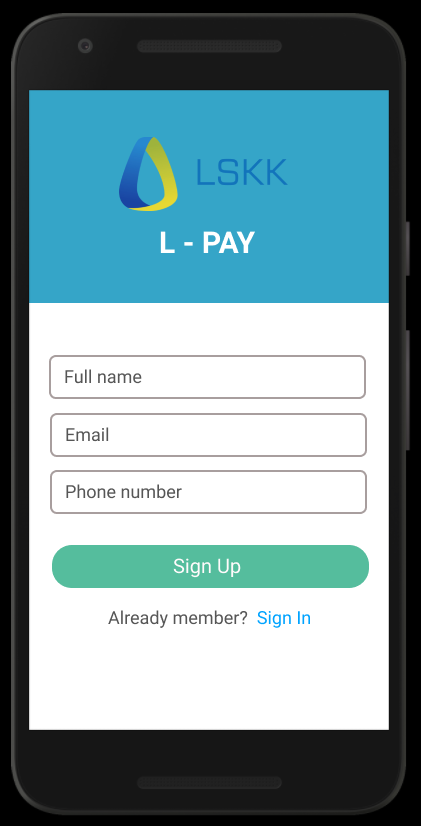 LSKK
L - PAY
Full name
Email
Phone number
Sign Up
Already member? Sign In